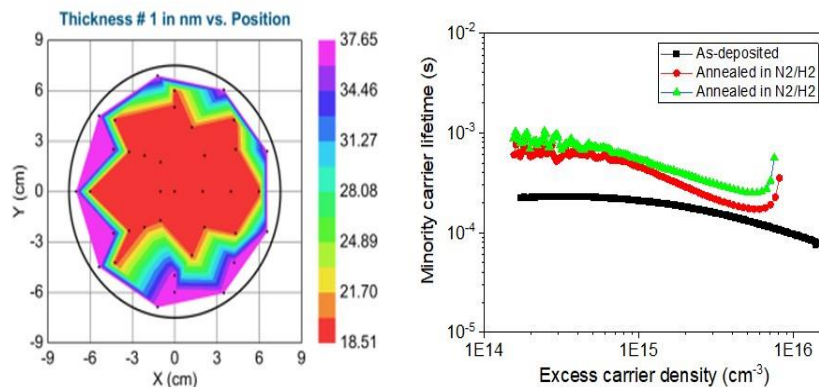 Thickness # 1 in nm vs. Position
9
6
3
0
-3
-6
-9
Y (cm)
-9 -6 -3 0 3 6 9
X (cm)
37.65
34.46
31.27
28.08
24.89
21.70
18.51
As-deposited
Annealed in N2/H2
Annealed in N2/H2
10-2
10-3
10-4
10-5
Minority carrier lifetime (s)
1E14 1E15 1E16
Excess carrier density (cm-3)